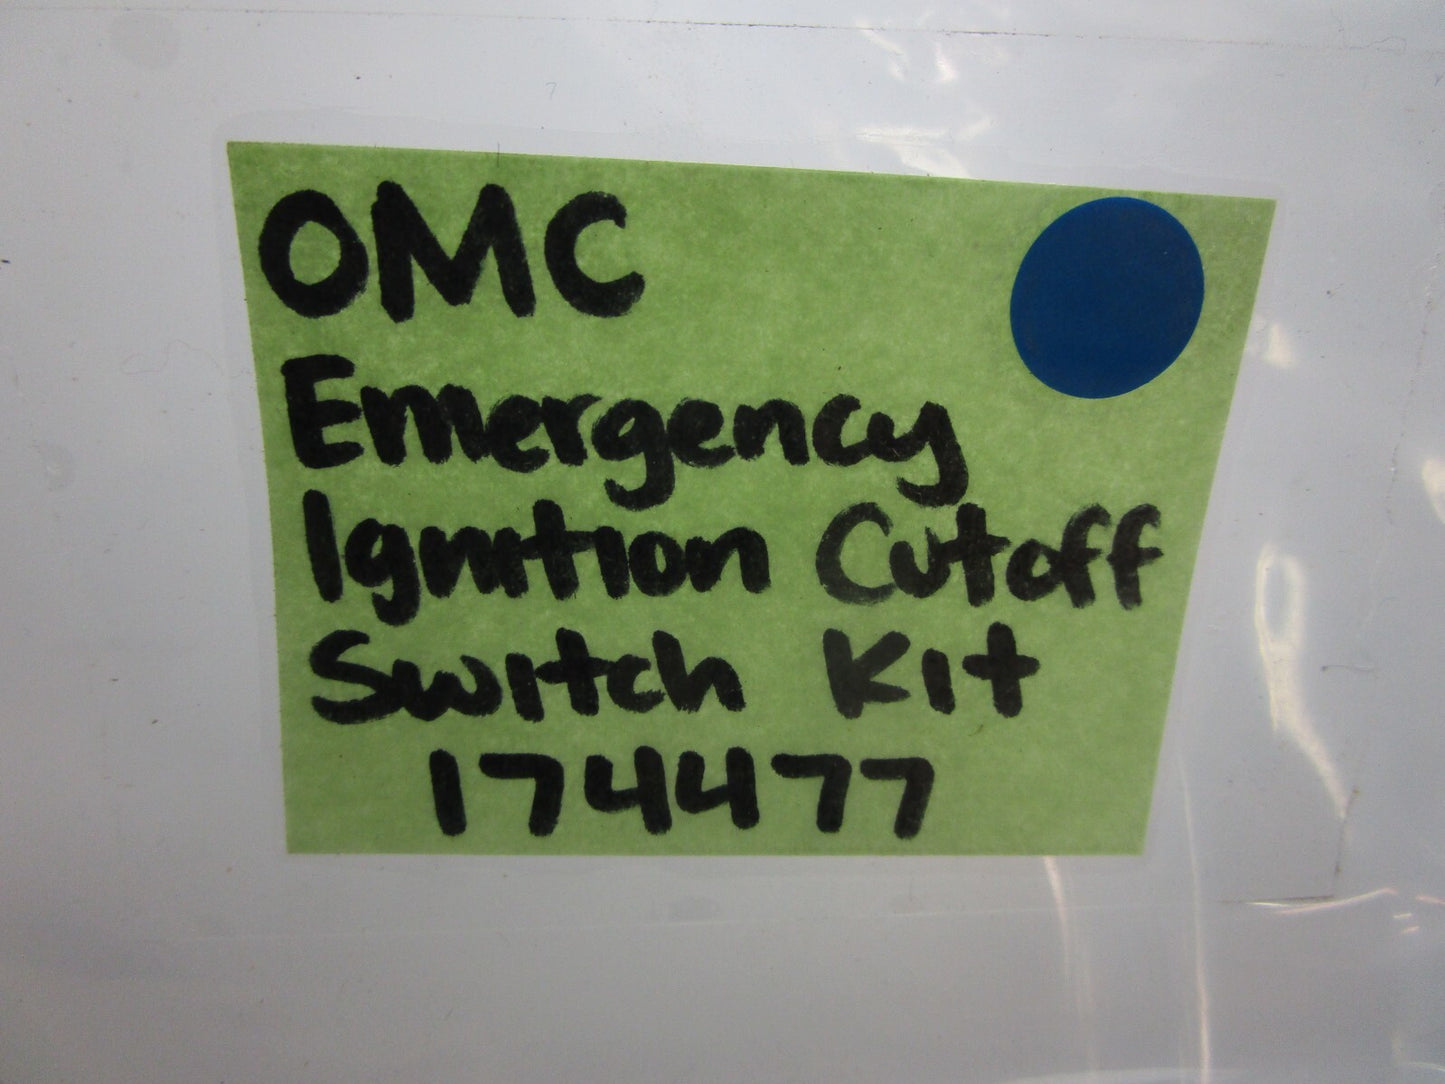 OMC
Emergency
Ignition Cutoff
Switch Kit
174477